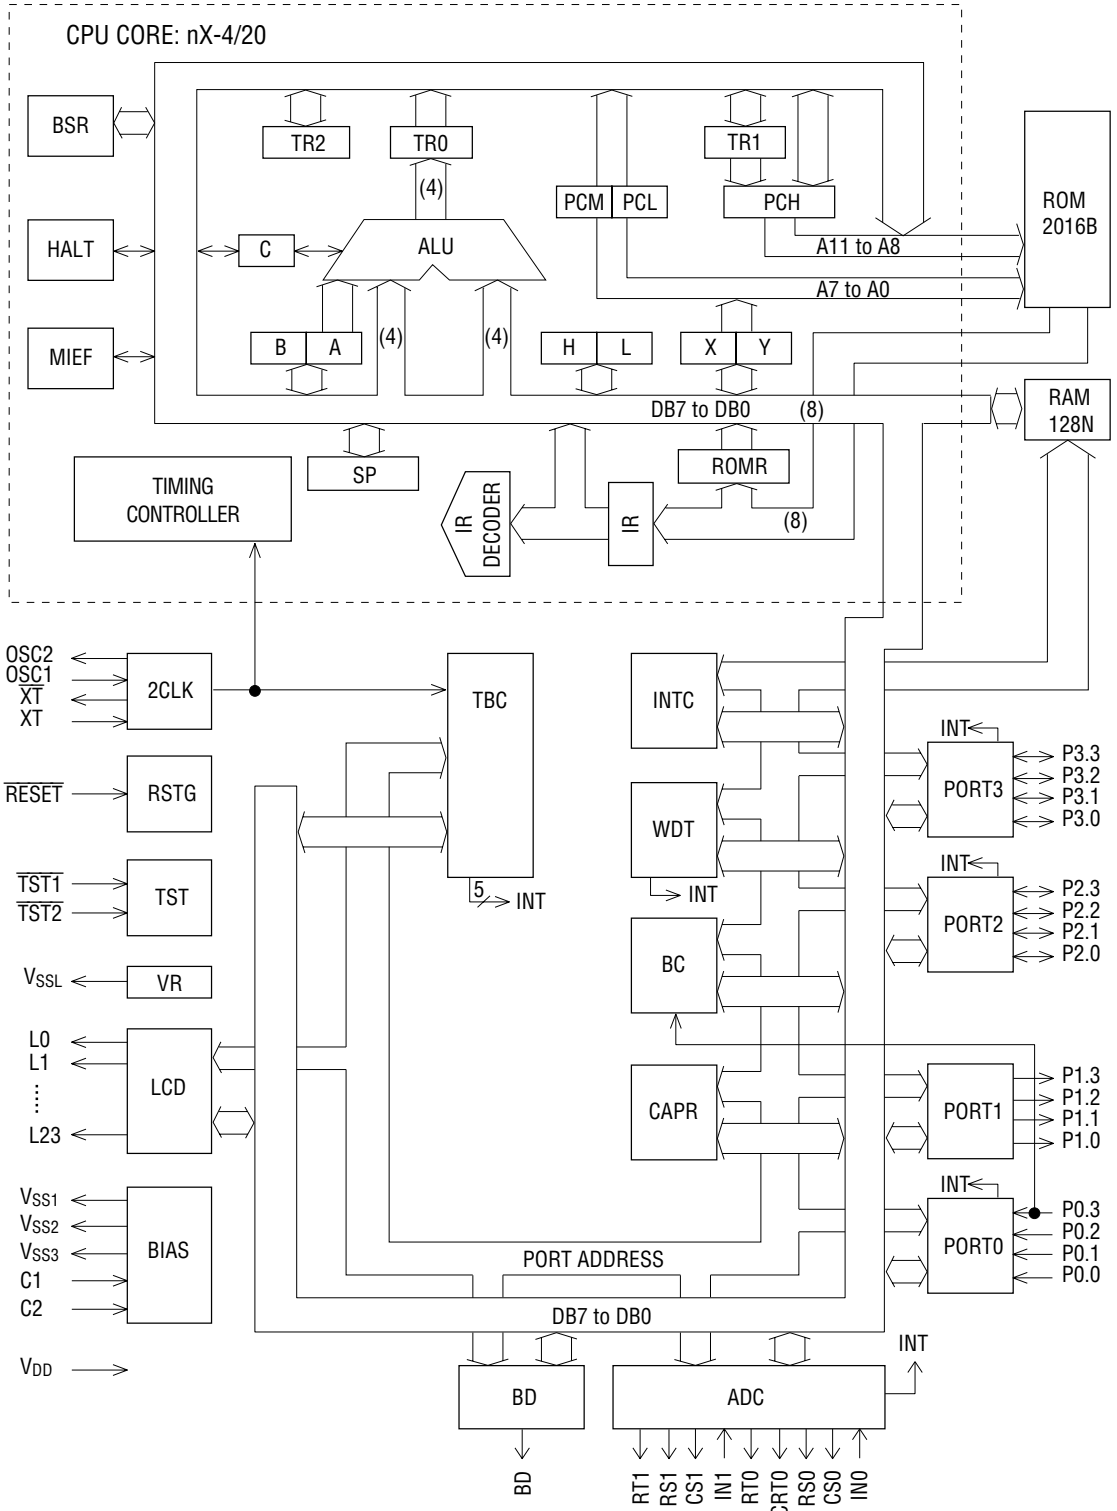 CPU CORE: nX-4/20
BSR
TR2
TR0
TR1
ROM
2016B
(4)
PCM
PCL
PCH
HALT
C
ALU
A11 to A8
A7 to A0
MIEF
B
A
(4)
(4)
H
L
X
Y
DB7 to DB0
(8)
RAM
128N
TIMING
CONTROLLER
SP
IR
DECODER
IR
ROMR
(8)
OSC2
OSC1
XT
XT
2CLK
TBC
INTC
INT
PORT3
P3.3
P3.2
P3.1
P3.0
RESET
RSTG
WDT
INT
5
INT
TST1
TST2
TST
INT
PORT2
P2.3
P2.2
P2.1
P2.0
BC
VSSL
VR
L0
L1
L23
LCD
CAPR
PORT1
P1.3
P1.2
P1.1
P1.0
VSS1
VSS2
VSS3
C1
C2
BIAS
INT
PORT0
P0.3
P0.2
P0.1
P0.0
PORT ADDRESS
DB7 to DB0
VDD
BD
ADC
INT
BD
RT1
RS1
CS1
IN1
RT0
CRT0
RS0
CS0
IN0